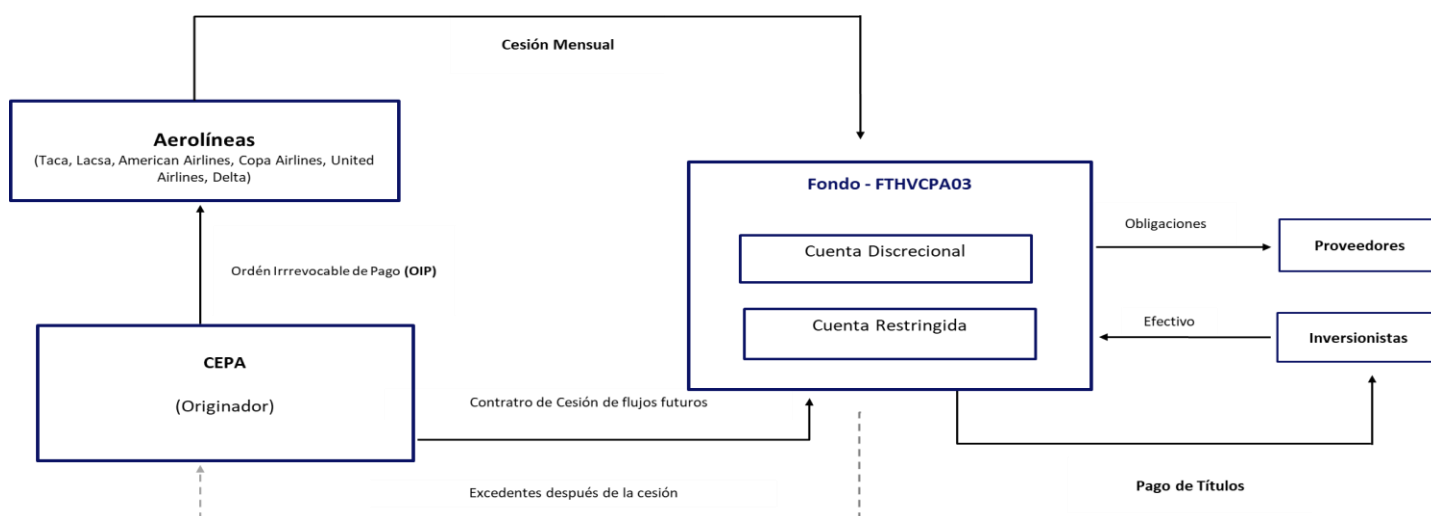 Cesión Mensual
Aerolíneas
(Taca, Lacsa, American Airlines, Copa Airlines, United
Airlines, Delta)
Fondo - FTHVCPA03
Cuenta Discrecional
Cuenta Restringida
Obligaciones
Proveedores
Efectivo
Inversionistas
Ordén Irrrevocable de Pago (OIP)
CEPA
(Originador)
Contratro de Cesión de flujos futuros
Excedentes después de la cesión
Pago de Títulos